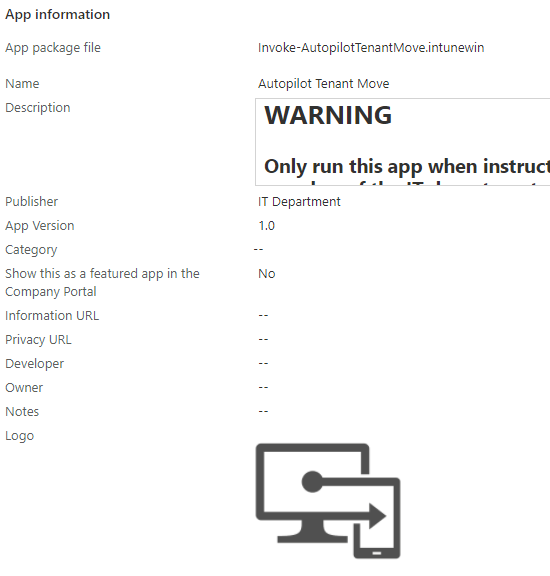 App information
App package file Invoke-AutopilotTenantMove.intunewin
Name Autopilot Tenant Move
Description WARNING
Only run this app when instruct
Publisher IT Department
App Version 1.0
Category --
Show this as a featured app in the No
Company Portal
Information URL --
Privacy URL --
Developer --
Owner --
Notes --
Logo